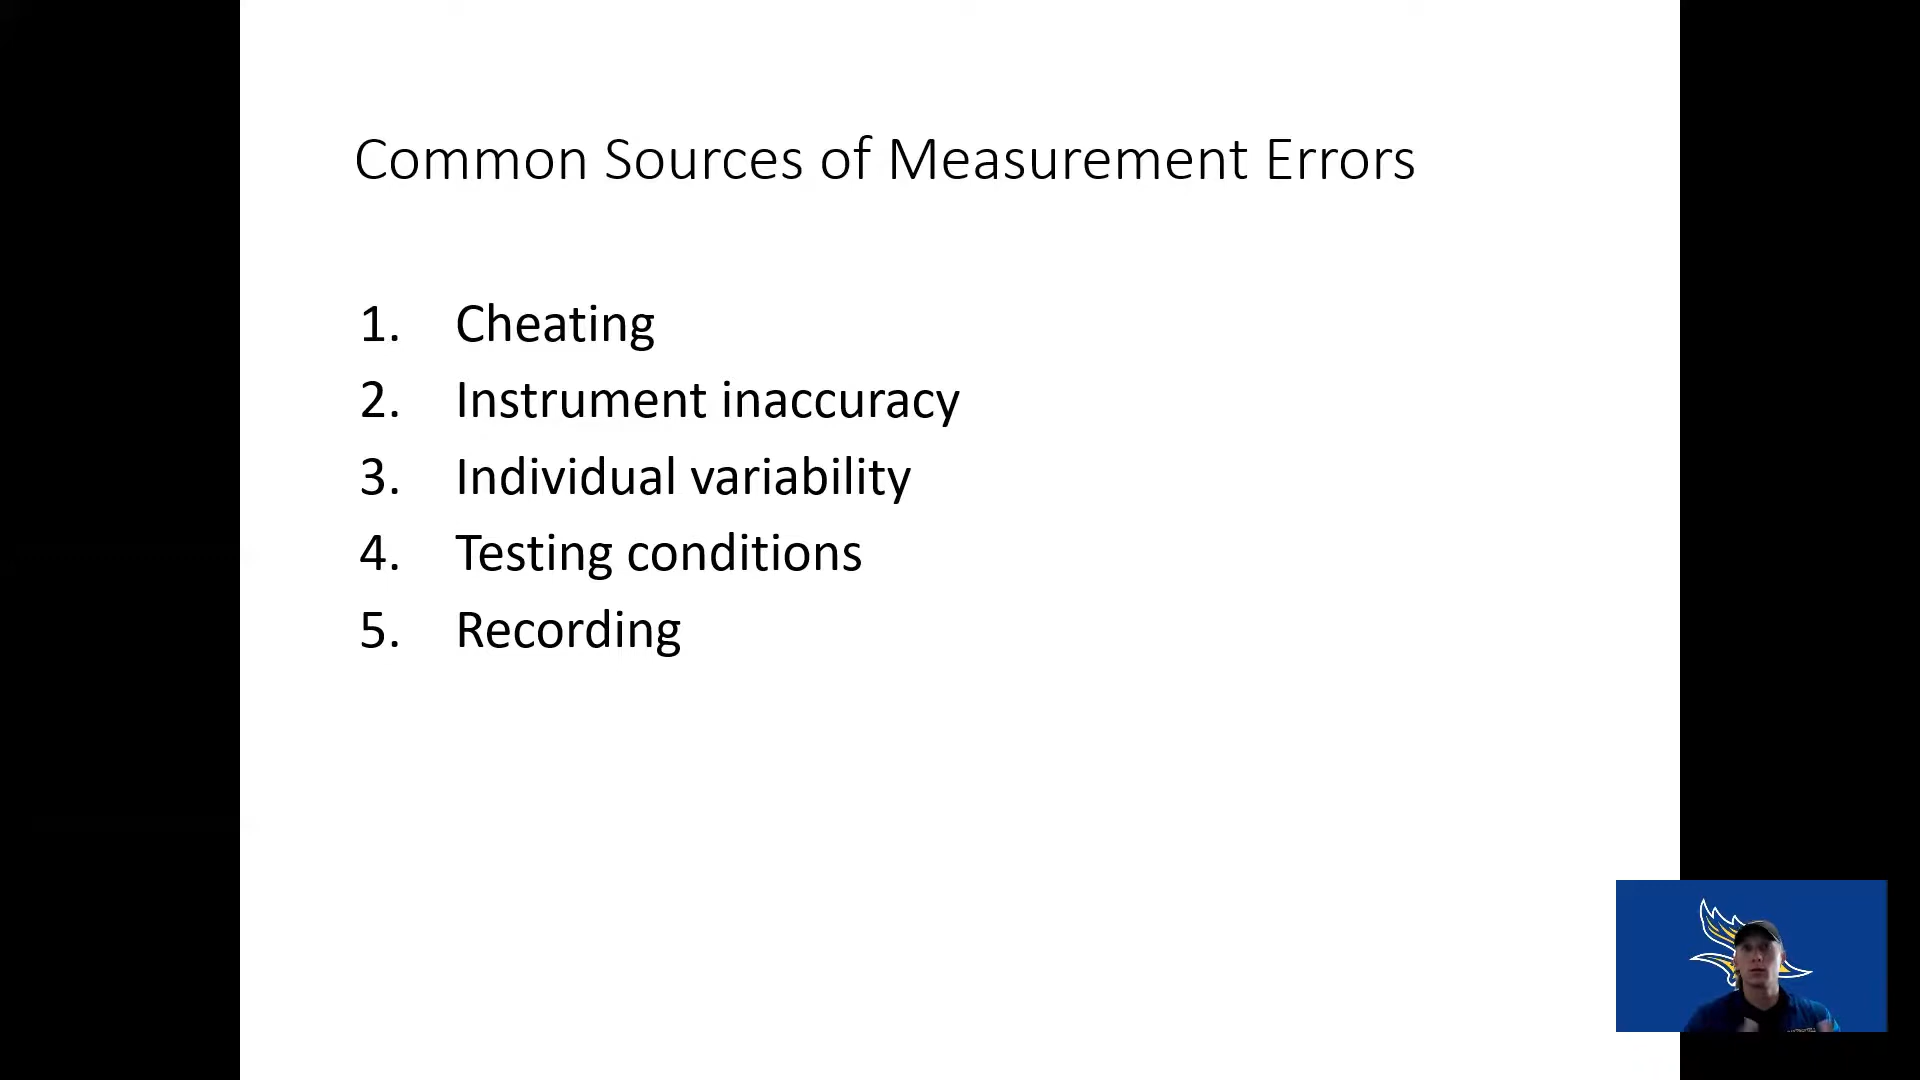 Common Sources of Measurement Errors
1. Cheating
2. Instrument inaccuracy
3. Individual variability
4. Testing conditions
5. Recording